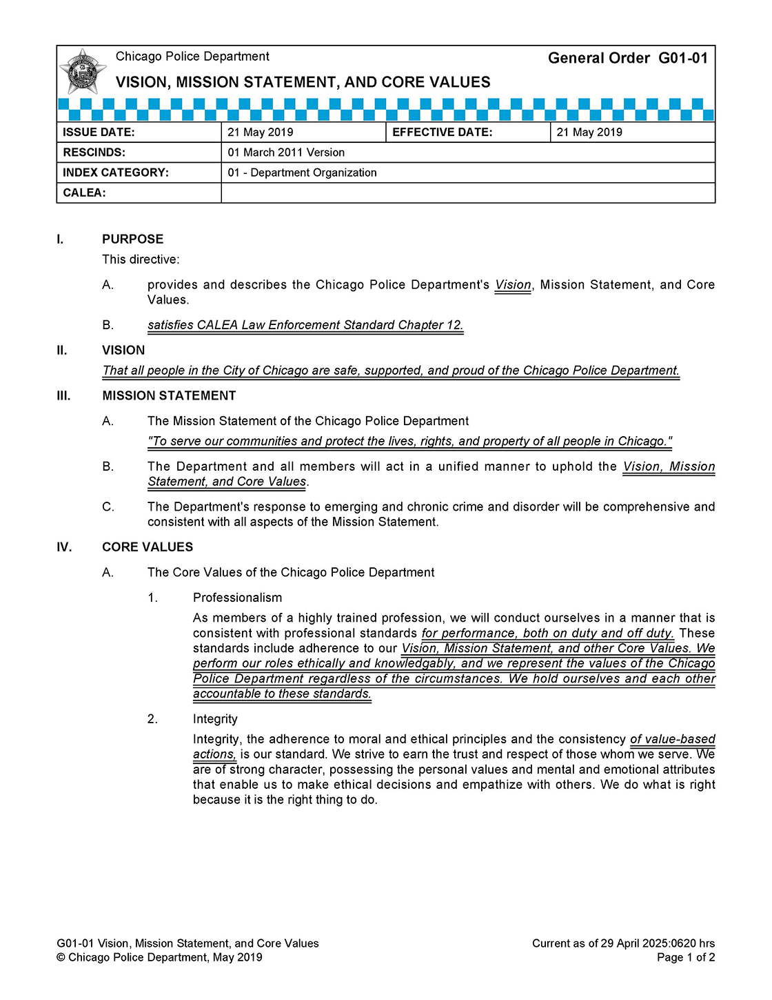 Chicago Police Department
General Order G01-01
VISION, MISSION STATEMENT, AND CORE VALUES
ISSUE DATE: 21 May 2019 EFFECTIVE DATE: 21 May 2019
RESCINDS: 01 March 2011 Version
INDEX CATEGORY: 01 - Department Organization
CALEA:
I. PURPOSE
This directive:
A. provides and describes the Chicago Police Department's Vision, Mission Statement, and Core
Values.
B. satisfies CALEA Law Enforcement Standard Chapter 12.
II. VISION
That all people in the City of Chicago are safe, supported, and proud of the Chicago Police Department.
III. MISSION STATEMENT
A. The Mission Statement of the Chicago Police Department
"To serve our communities and protect the lives, rights, and property of all people in Chicago."
B. The Department and all members will act in a unified manner to uphold the Vision, Mission
Statement, and Core Values.
C. The Department's response to emerging and chronic crime and disorder will be comprehensive and
consistent with all aspects of the Mission Statement.
IV. CORE VALUES
A. The Core Values of the Chicago Police Department
1. Professionalism
As members of a highly trained profession, we will conduct ourselves in a manner that is
consistent with professional standards for performance, both on duty and off duty. These
standards include adherence to our Vision, Mission Statement, and other Core Values. We
perform our roles ethically and knowledgably, and we represent the values of the Chicago
Police Department regardless of the circumstances. We hold ourselves and each other
accountable to these standards.
2. Integrity
Integrity, the adherence to moral and ethical principles and the consistency of value-based
actions, is our standard. We strive to earn the trust and respect of those whom we serve. We
are of strong character, possessing the personal values and mental and emotional attributes
that enable us to make ethical decisions and empathize with others. We do what is right
because it is the right thing to do.
G01-01 Vision, Mission Statement, and Core Values
Current as of 29 April 2025:0620 hrs
© Chicago Police Department, May 2019
Page 1 of 2